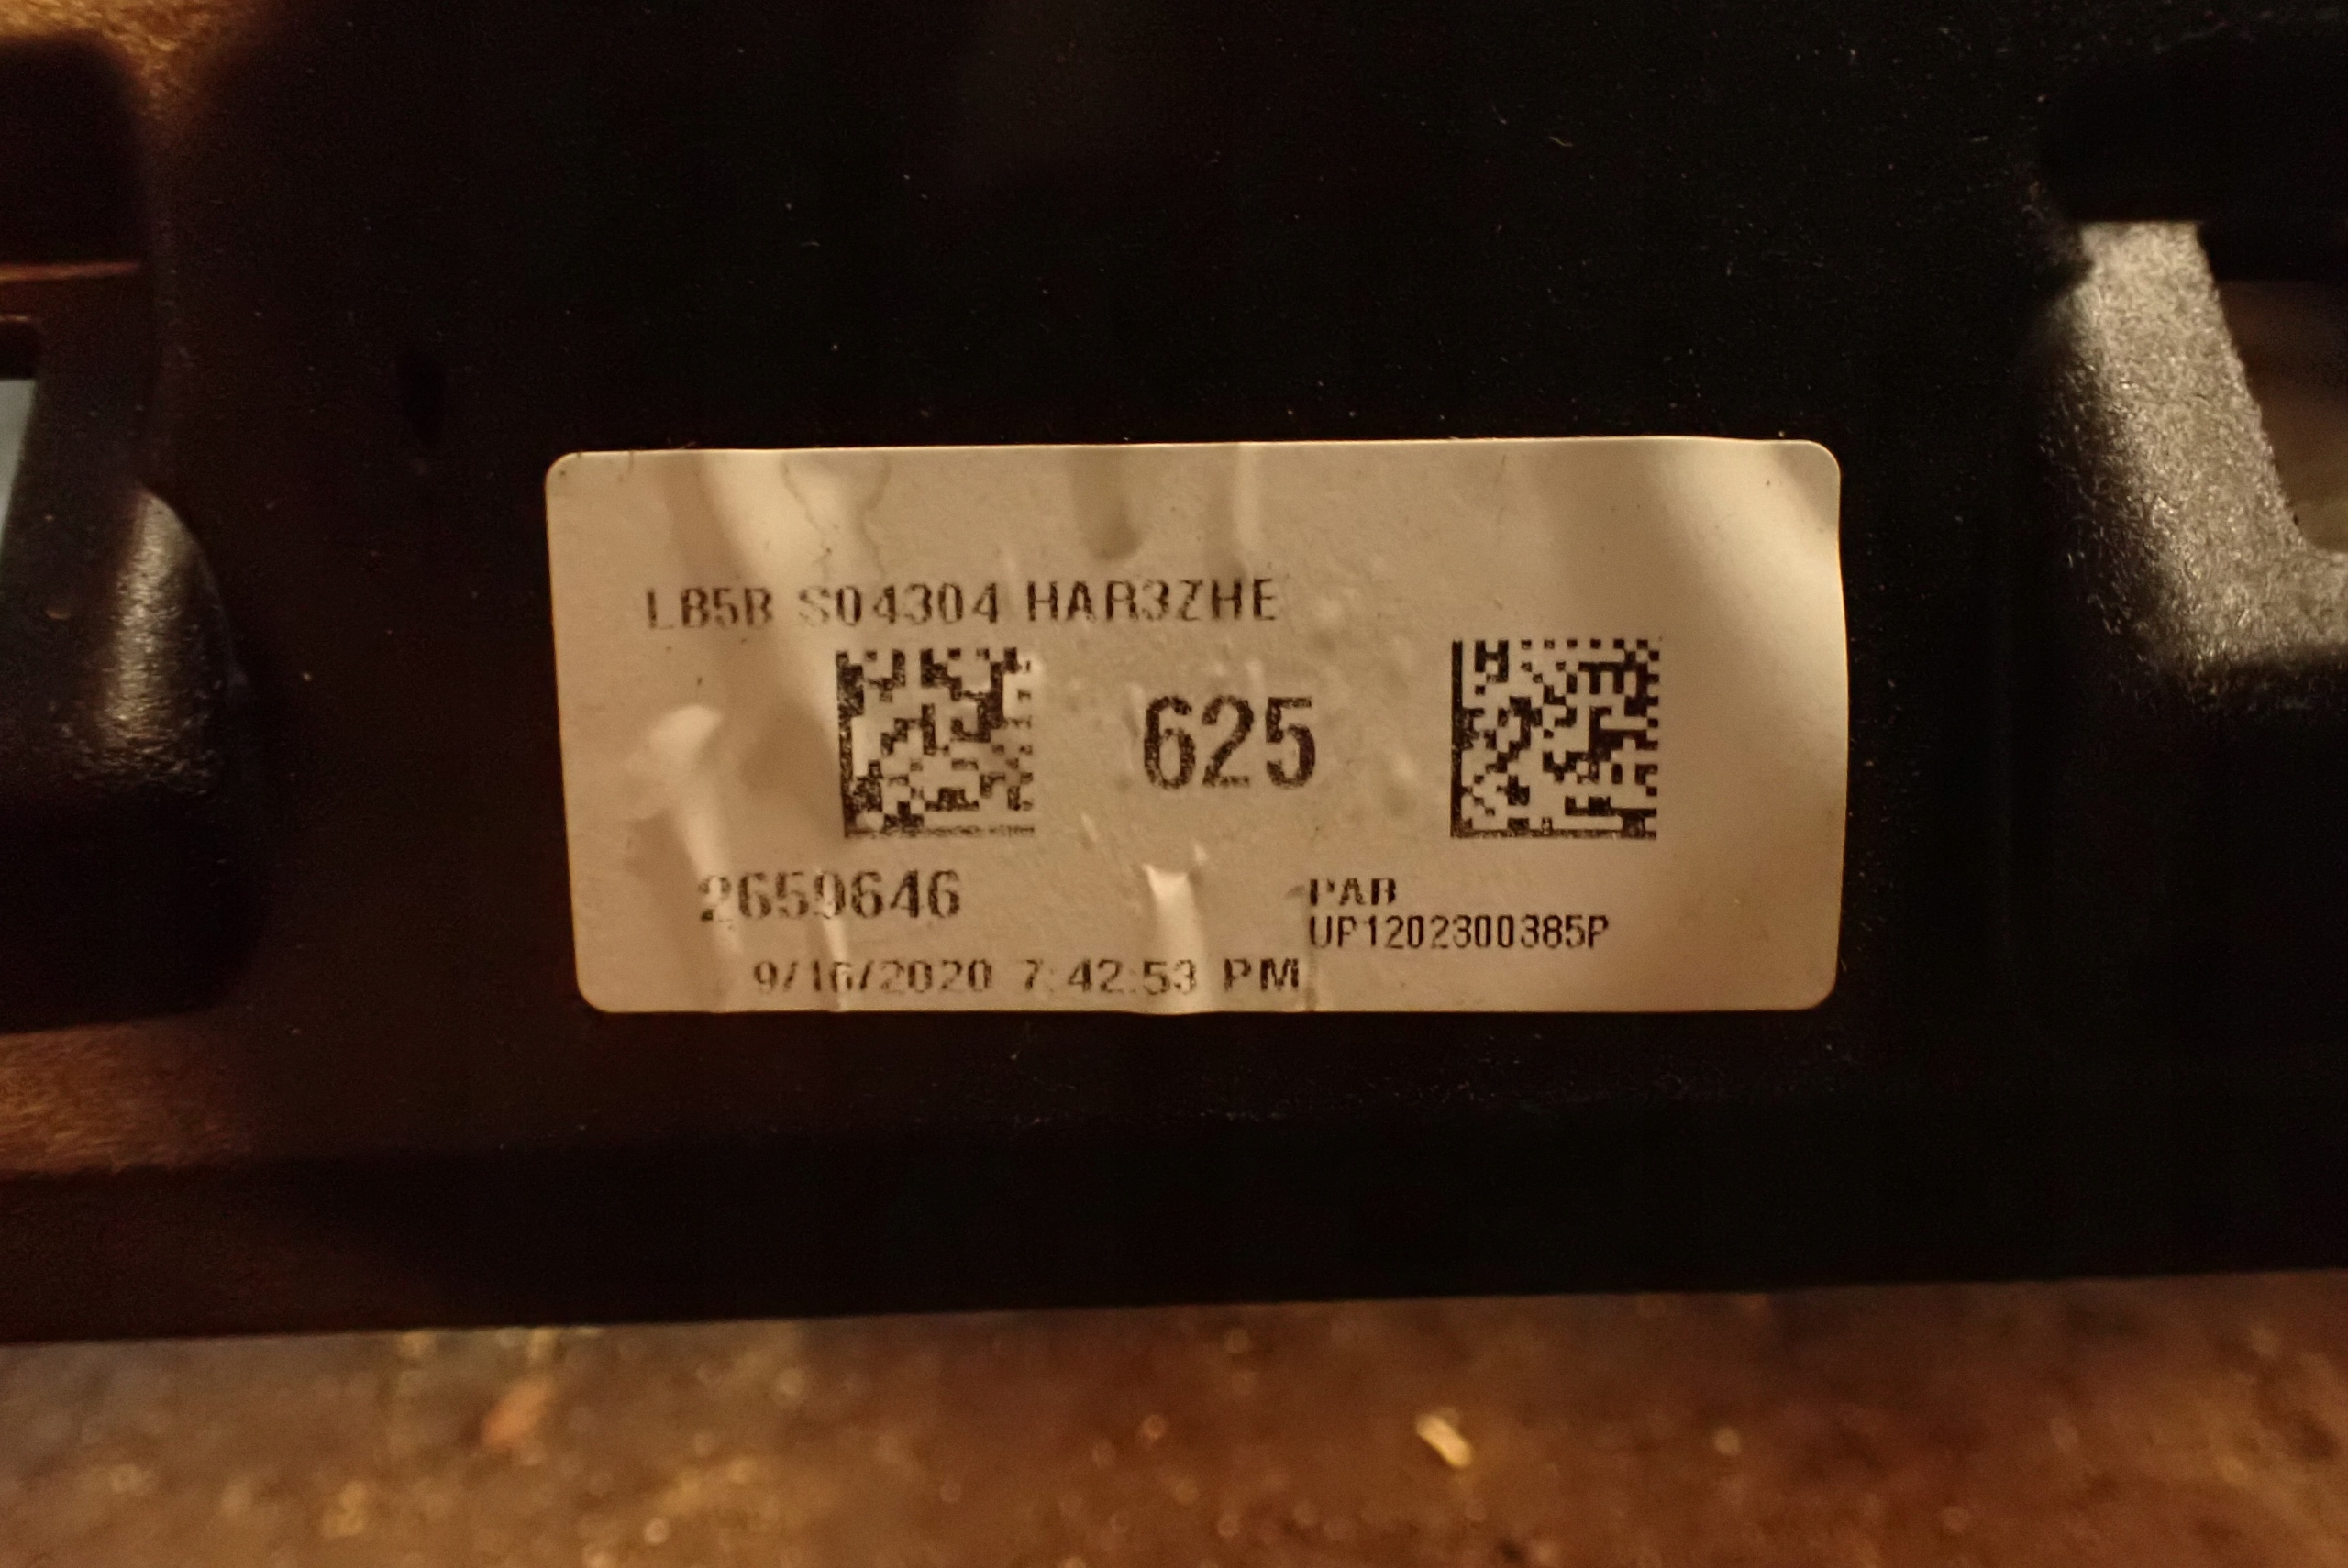 LB5B S04304 HAR3ZHE
625
2659646
PAB
UP1202300385P
9/16/2020 7:42:53 PM